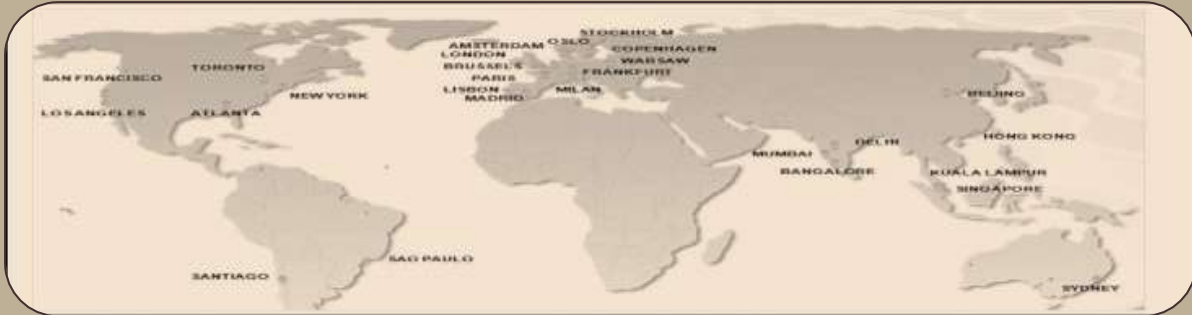 STOCKHOLM
OSLO
AMSTERDAM
COPENHAGEN
LONDON
WARSAW
BRUSSELS
FRANKFURT
TORONTO
SAN FRANCISCO
PARIS
LISBON
MILAN
NEW YORK
MADRID
BEIJING
LOS ANGELES
ATLANTA
HONG KONG
DELHI
MUMBAI
BANGALORE
KUALA LAMPUR
SINGAPORE
SAO PAULO
SANTIAGO
SYDNEY